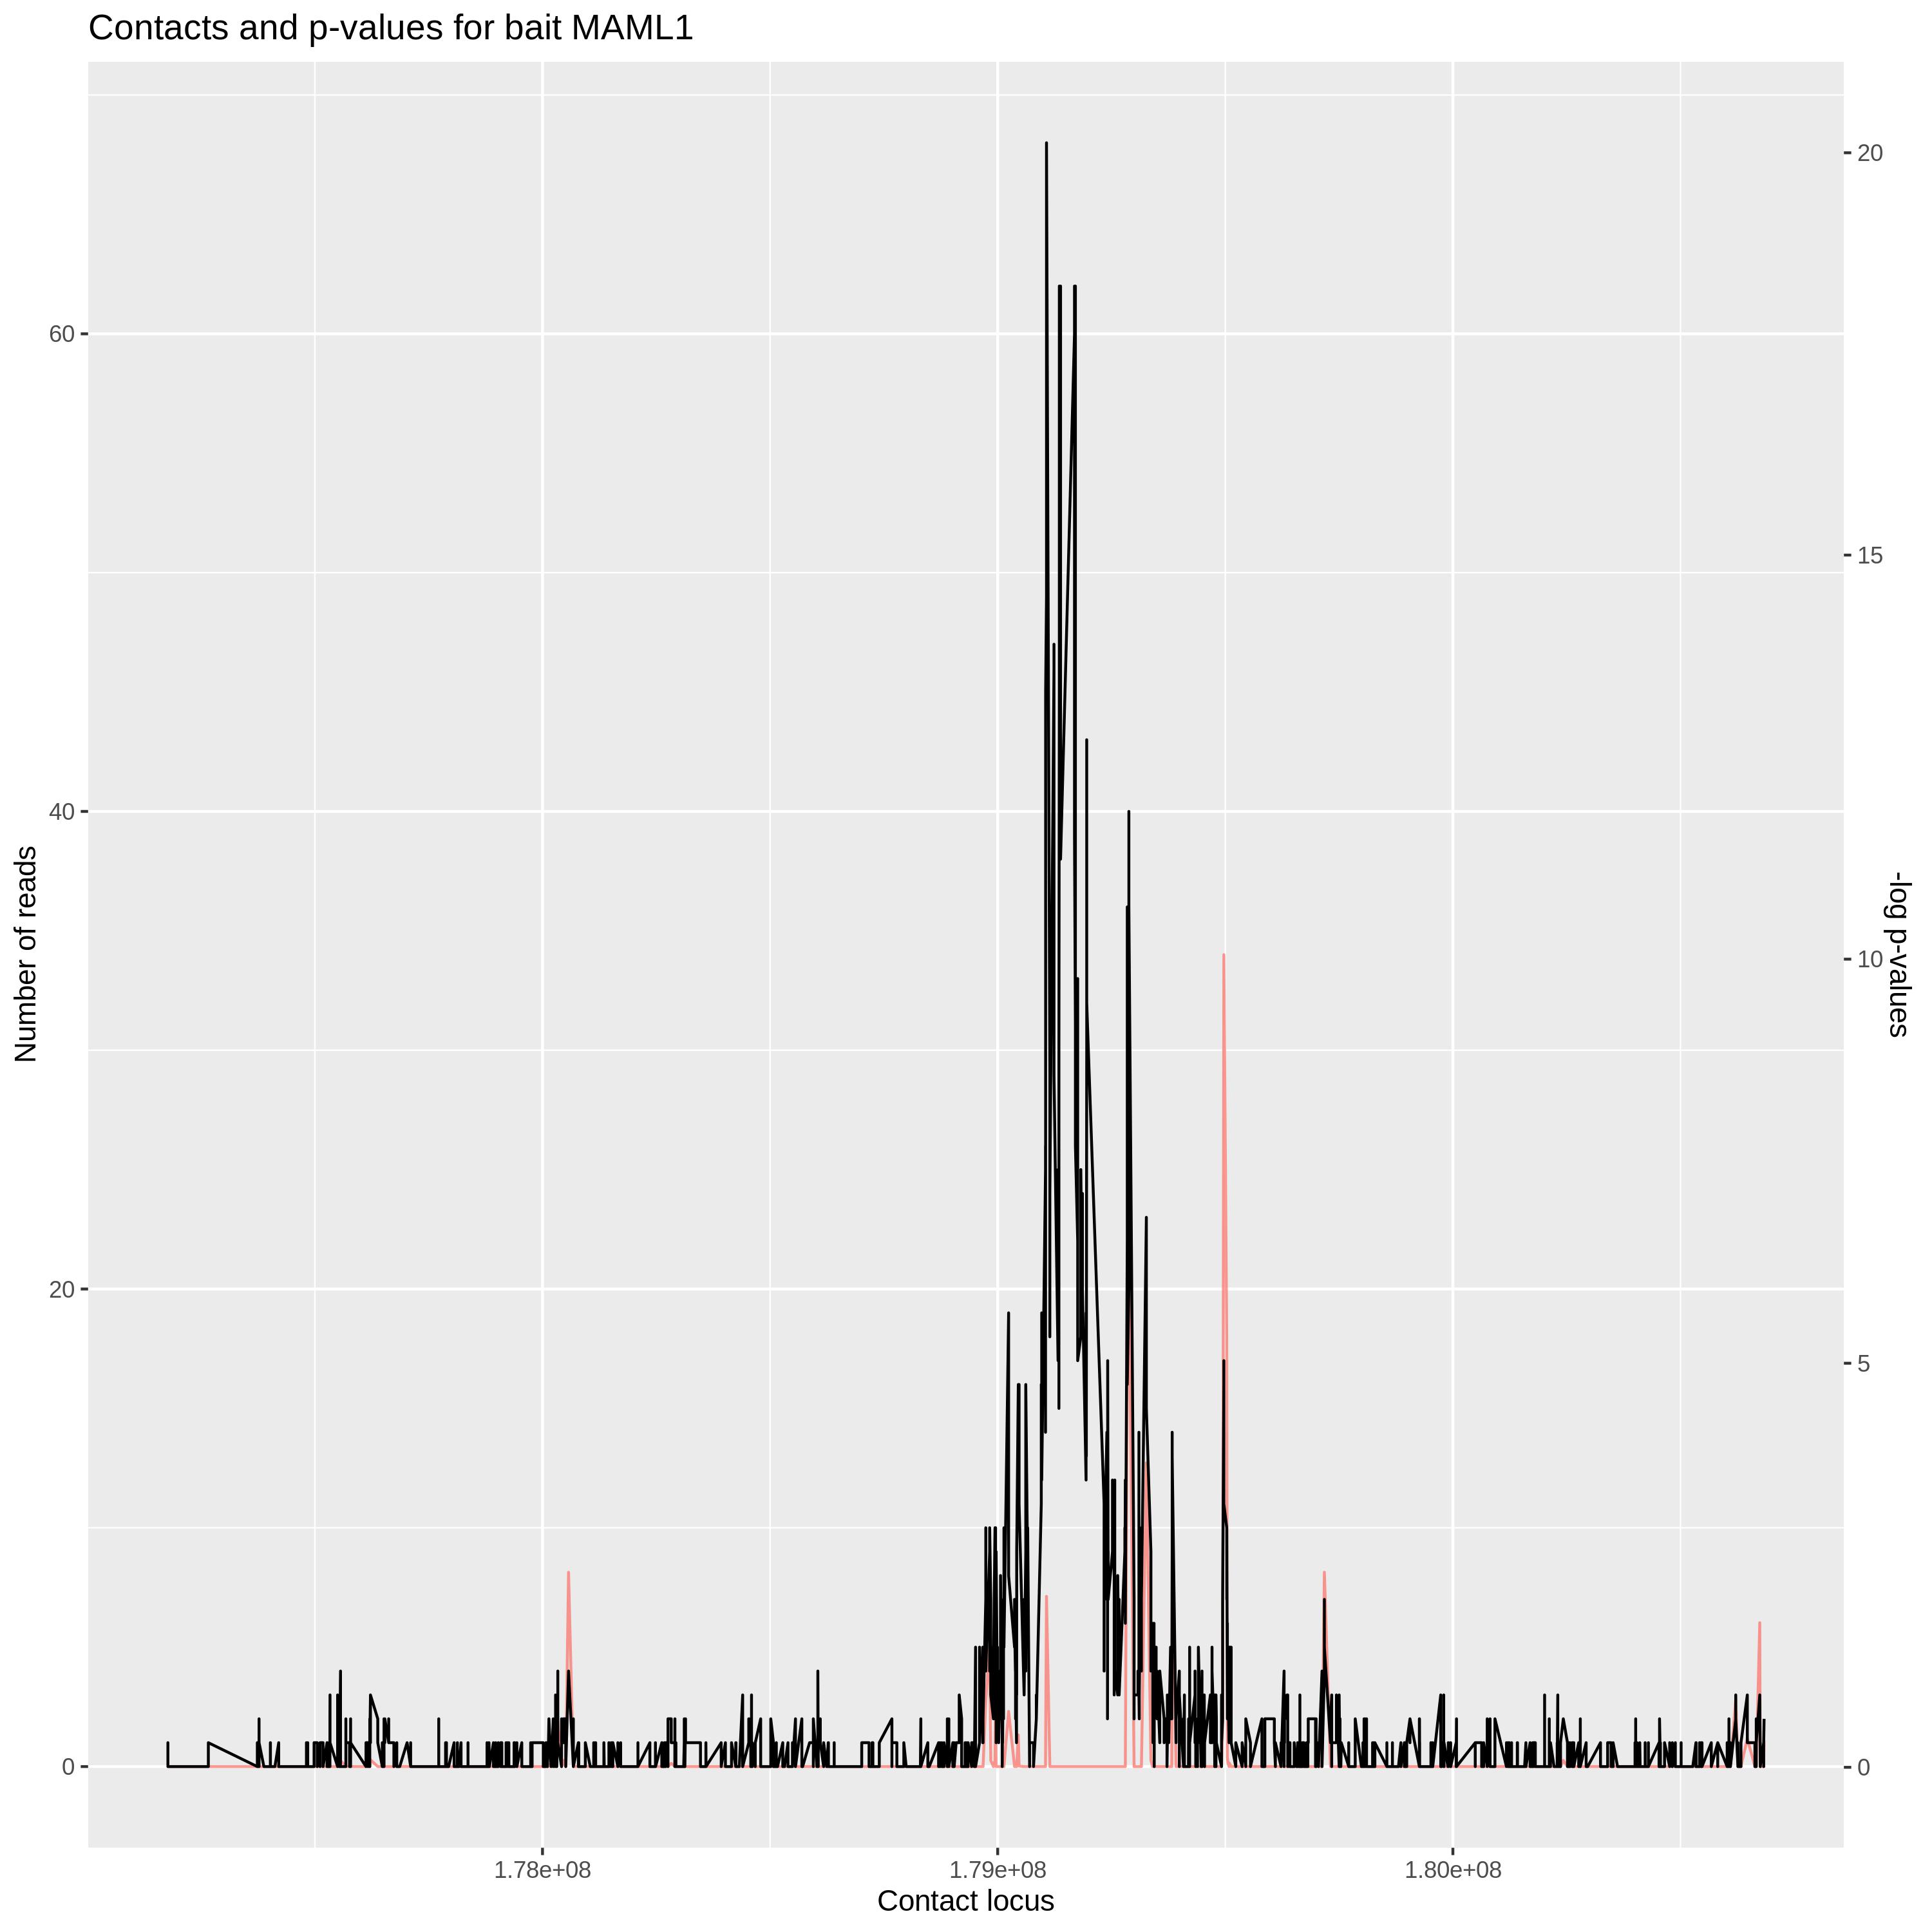 Contacts and p-values for bait MAML1
60
40
20
0
Number of reads
20
15
10
5
0
-log p-values
1.78e+08
1.79e+08
1.80e+08
Contact locus